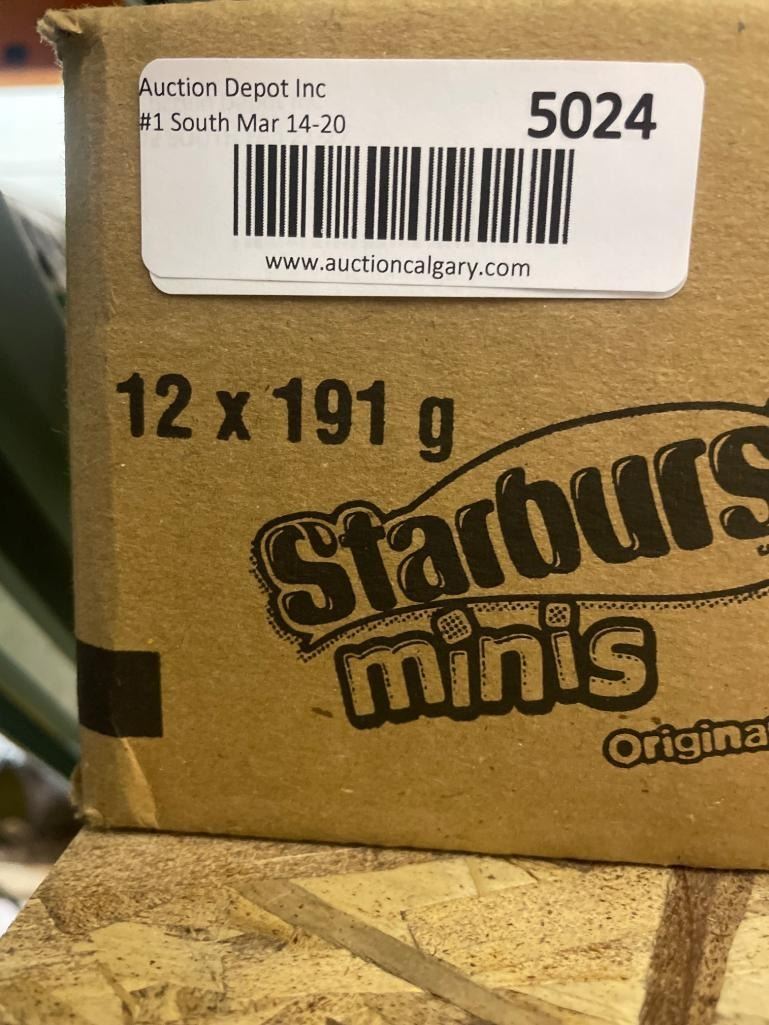 Auction Depot Inc
#1 South Mar 14-20
5024
www.auctioncalgary.com
12 x 191 g
Starburs
minis
Origina